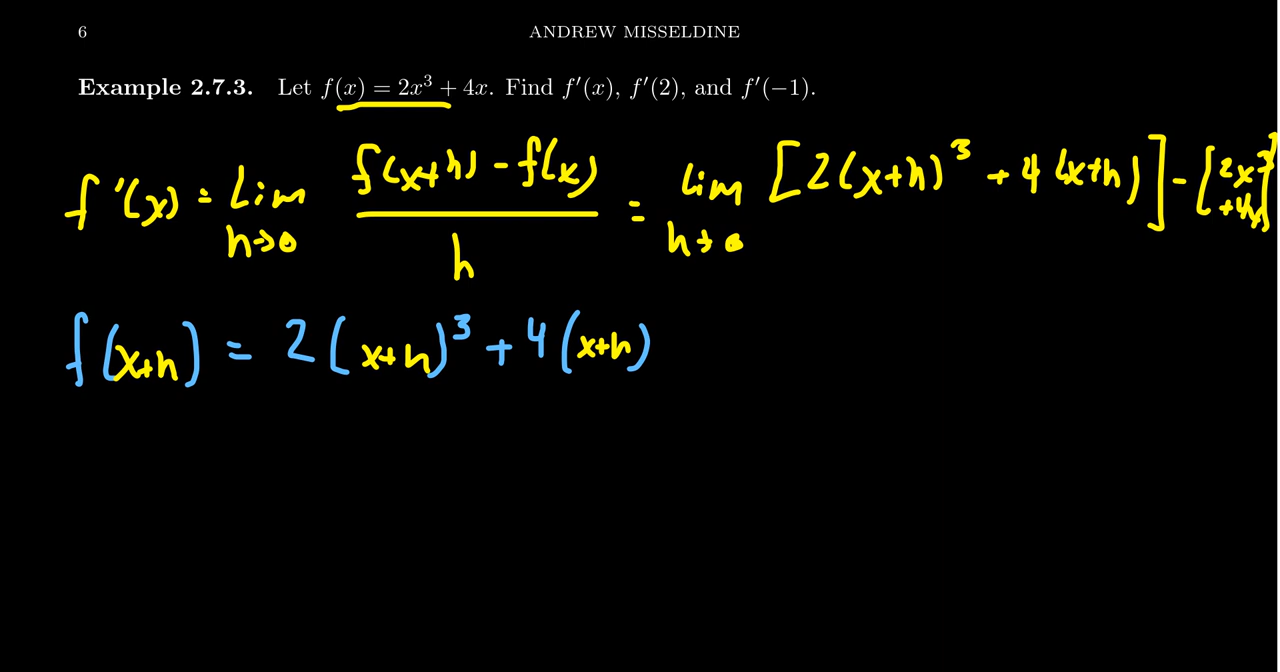 6 ANDREW MISSELDINE
Example 2.7.3. Let f(x) = 2x³ + 4x. Find f′(x), f′(2), and f′(−1).
f'(x) = lim h→0 f(x+h) - f(x) / h = lim h→0 [2(x+h)³ + 4(x+h)] - [2x³ + 4x]
f(x+h) = 2(x+h)³ + 4(x+h)